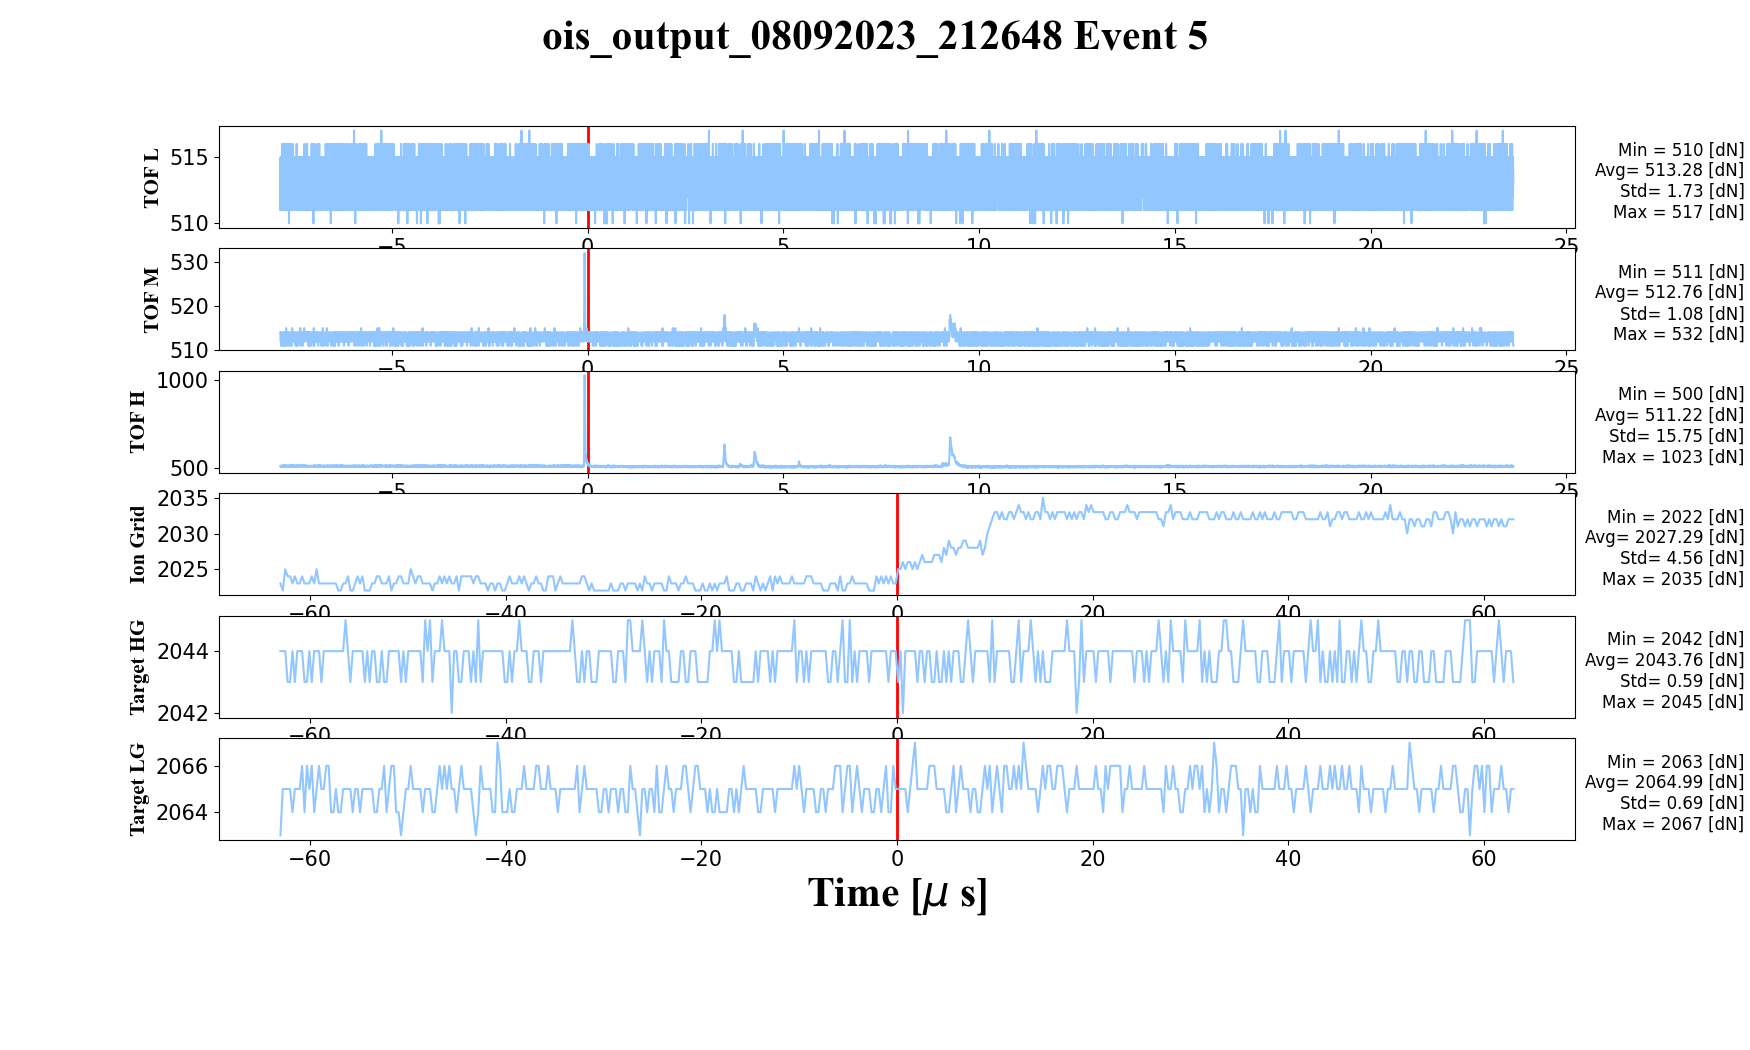 ois_output_08092023_212648 Event 5
TOF L
515
510
−5 0 5 10 15 20 25
Min = 510 [dN]
Avg= 513.28 [dN]
Std= 1.73 [dN]
Max = 517 [dN]
TOF M
530
520
510
−5 0 5 10 15 20 25
Min = 511 [dN]
Avg= 512.76 [dN]
Std= 1.08 [dN]
Max = 532 [dN]
TOF H
1000
500
−5 0 5 10 15 20 25
Min = 500 [dN]
Avg= 511.22 [dN]
Std= 15.75 [dN]
Max = 1023 [dN]
Ion Grid
2035
2030
2025
−60 −40 −20 0 20 40 60
Min = 2022 [dN]
Avg= 2027.29 [dN]
Std= 4.56 [dN]
Max = 2035 [dN]
Target HG
2044
2042
−60 −40 −20 0 20 40 60
Min = 2042 [dN]
Avg= 2043.76 [dN]
Std= 0.59 [dN]
Max = 2045 [dN]
Target LG
2066
2064
−60 −40 −20 0 20 40 60
Min = 2063 [dN]
Avg= 2064.99 [dN]
Std= 0.69 [dN]
Max = 2067 [dN]
Time [μ s]